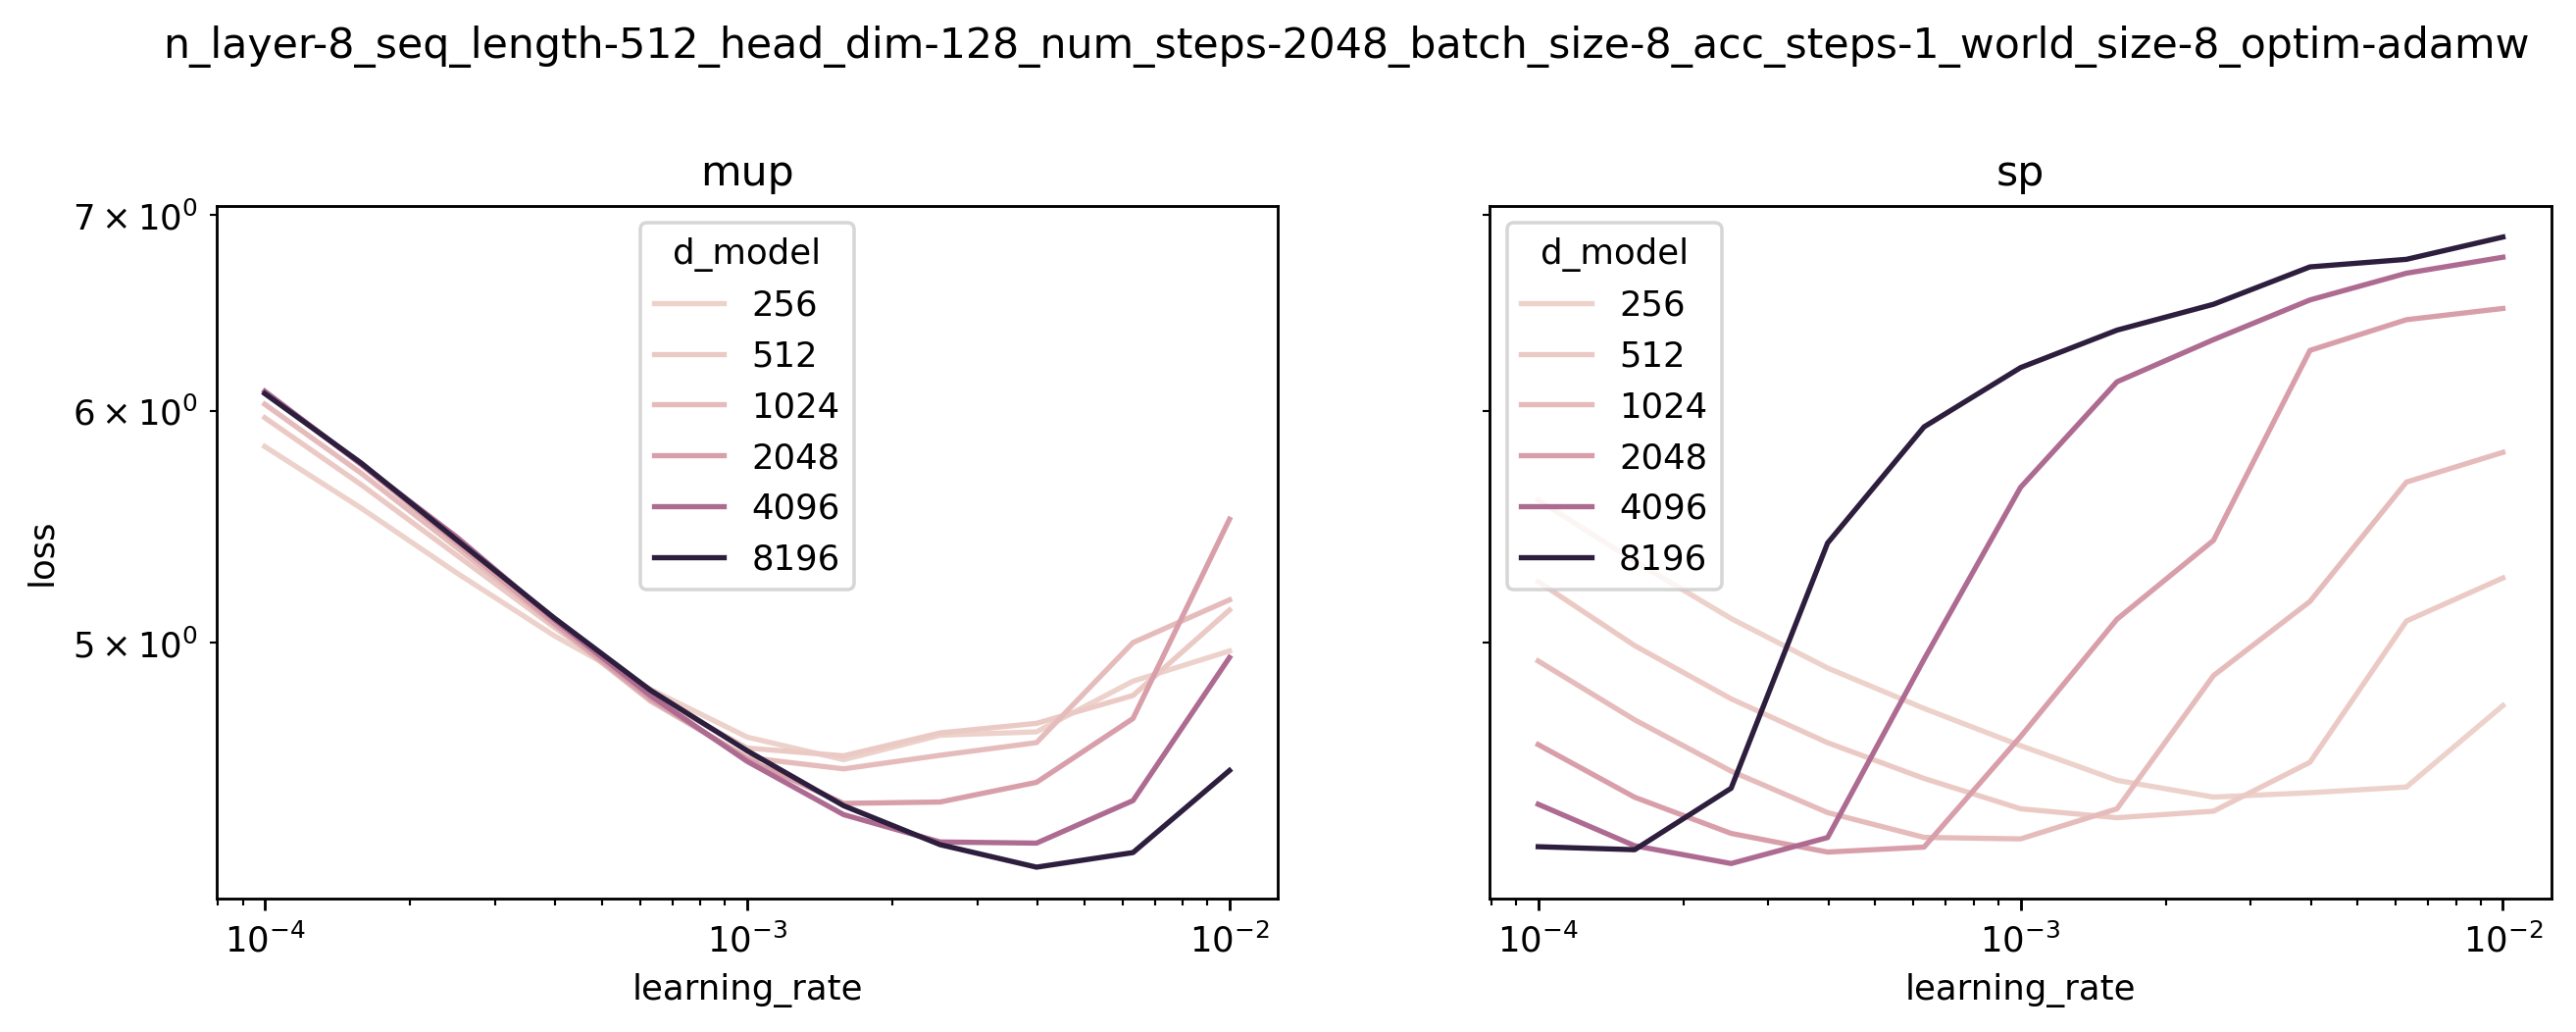 n_layer-8_seq_length-512_head_dim-128_num_steps-2048_batch_size-8_acc_steps-1_world_size-8_optim-adamw
mup
7 × 10⁰
6 × 10⁰
5 × 10⁰
loss
d_model
256
512
1024
2048
4096
8196
10⁻⁴
10⁻³
10⁻²
learning_rate
sp
d_model
256
512
1024
2048
4096
8196
10⁻⁴
10⁻³
10⁻²
learning_rate